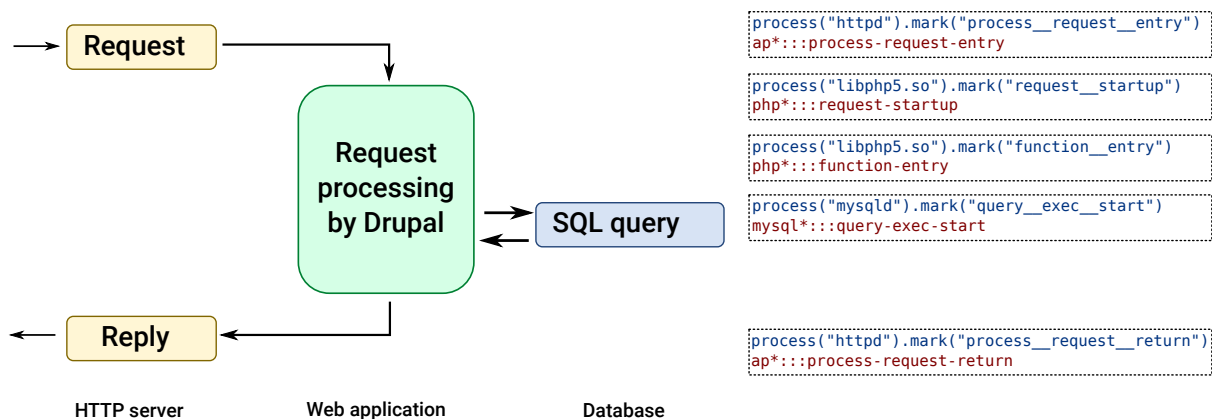 Request
Request
processing
by Drupal
SQL query
Reply
HTTP server
Web application
Database
process("httpd").mark("process__request__entry")
ap*:::process-request-entry
process("libphp5.so").mark("request__startup")
php*:::request-startup
process("libphp5.so").mark("function__entry")
php*:::function-entry
process("mysqld").mark("query__exec__start")
mysql*:::query-exec-start
process("httpd").mark("process__request__return")
ap*:::process-request-return